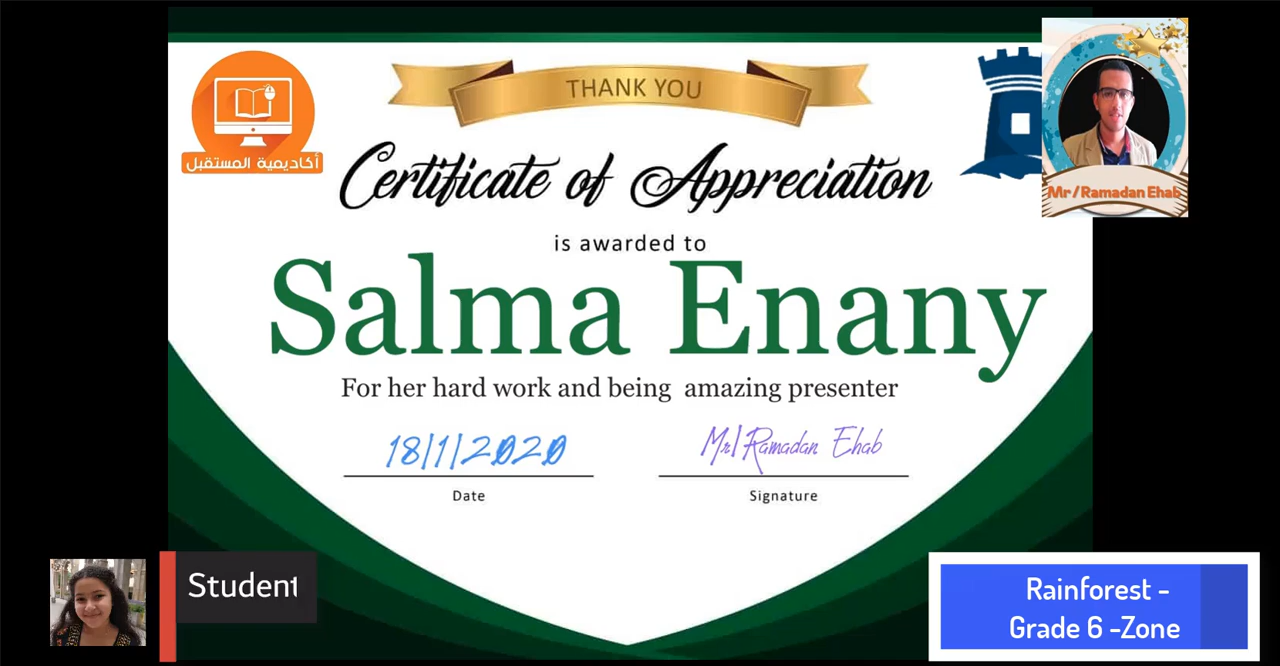 THANK YOU
أكاديمية المستقبل
Certificate of Appreciation
Mr/Ramadan Ehab
is awarded to
Salma Enany
For her hard work and being amazing presenter
18/1/2020
Mr/Ramadan Ehab
Date
Signature
Student
Rainforest -
Grade 6 -Zone